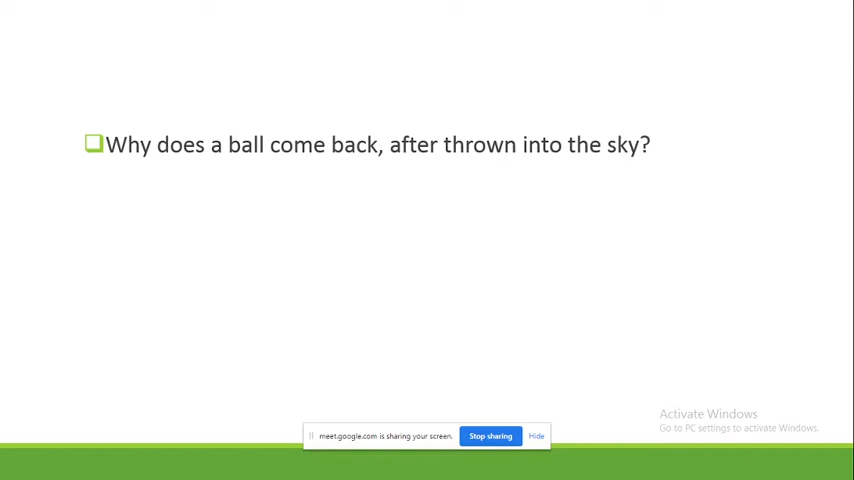 Why does a ball come back, after thrown into the sky?
Activate Windows
Go to PC settings to activate Windows.
meet.google.com is sharing your screen. Stop sharing Hide